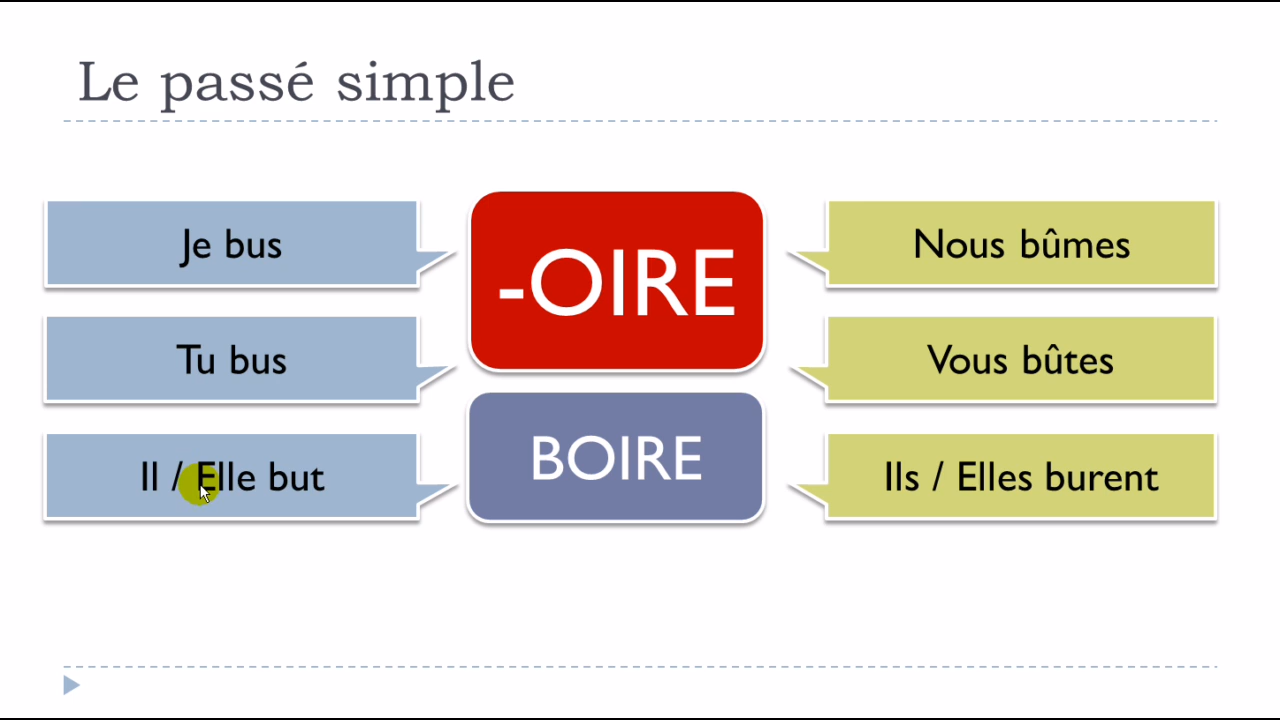 Le passé simple
Je bus
Tu bus
Il / Elle but
-OIRE
BOIRE
Nous bûmes
Vous bûtes
Ils / Elles burent